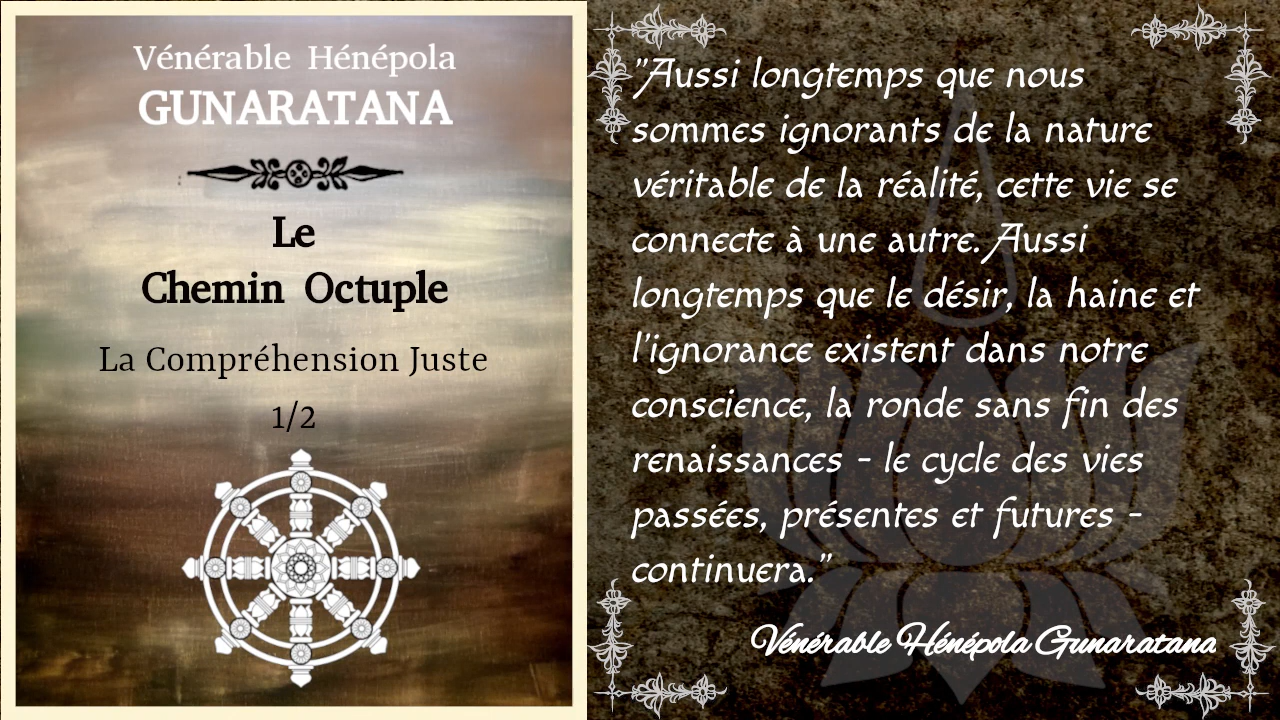 Vénérable Hénépola
GUNARATANA
Le
Chemin Octuple
La Compréhension Juste
1/2
"Aussi longtemps que nous
sommes ignorants de la nature
véritable de la réalité, cette vie se
connecte à une autre. Aussi
longtemps que le désir, la haine et
l'ignorance existent dans notre
conscience, la ronde sans fin des
renaissances - le cycle des vies
passées, présentes et futures -
continuera."
Vénérable Hénépola Gunaratana